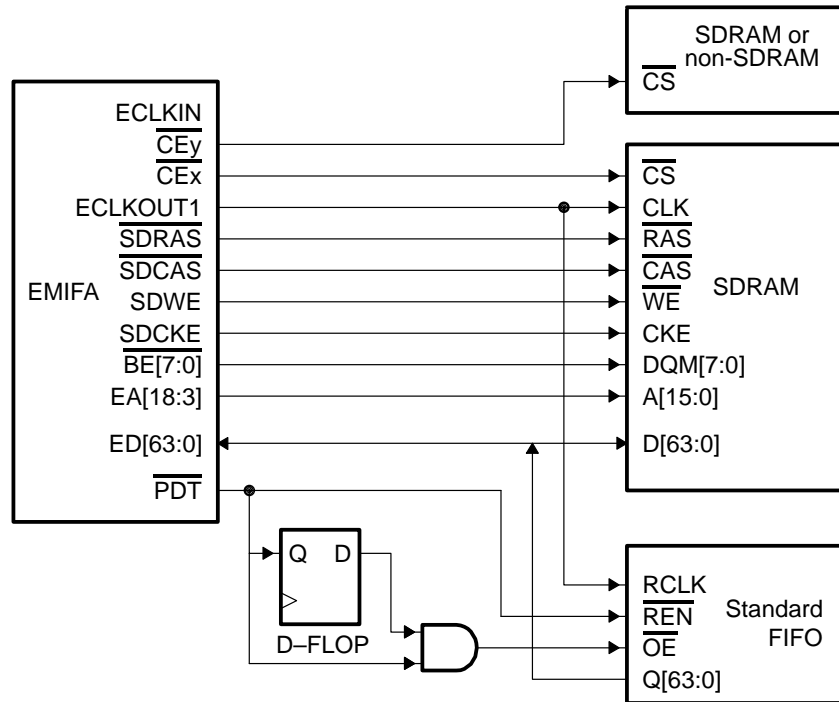 SDRAM or
non-SDRAM
CS
ECLKIN
CEy
CEx
ECLKOUT1
SDRAS
SDCAS
SDWE
SDCKE
BE[7:0]
EA[18:3]
ED[63:0]
PDT
EMIFA
CS
CLK
RAS
CAS
WE
CKE
DQM[7:0]
A[15:0]
D[63:0]
SDRAM
Q D
D–FLOP
RCLK
REN
OE
Q[63:0]
Standard
FIFO